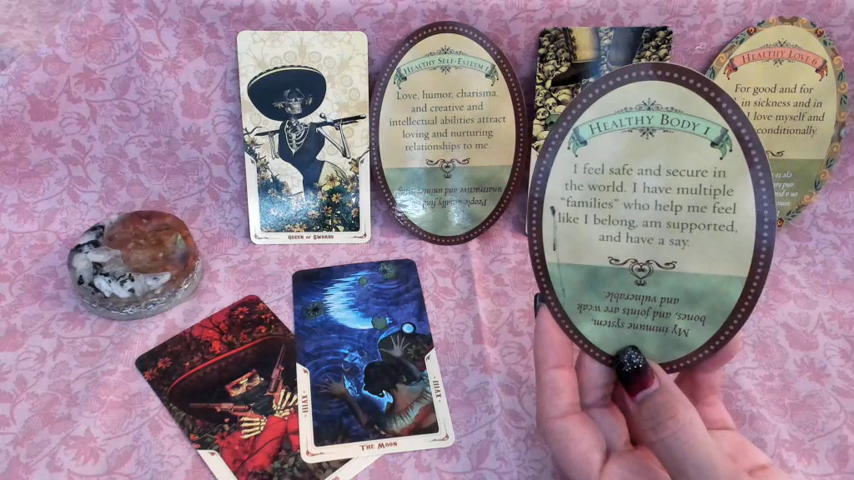 QUEEN OF SWORDS
HEALTHY SELF-ESTEEM 1
Love, humor, charisma,
and creative and
intellectual abilities attract
loving and nurturing
relationships to me.
People usually find
unattractive and
HEALTHY LOVE 6
For good and for
in sickness and in
I love myself and
HEALTHY BODY 1
I feel safe and secure in
the world. I have multiple
"families" who help me feel
like I belong, am supported,
and have a say.
My immune system,
bones, and joints are weak
and vulnerable
XVIII
XVIII
THE MOON